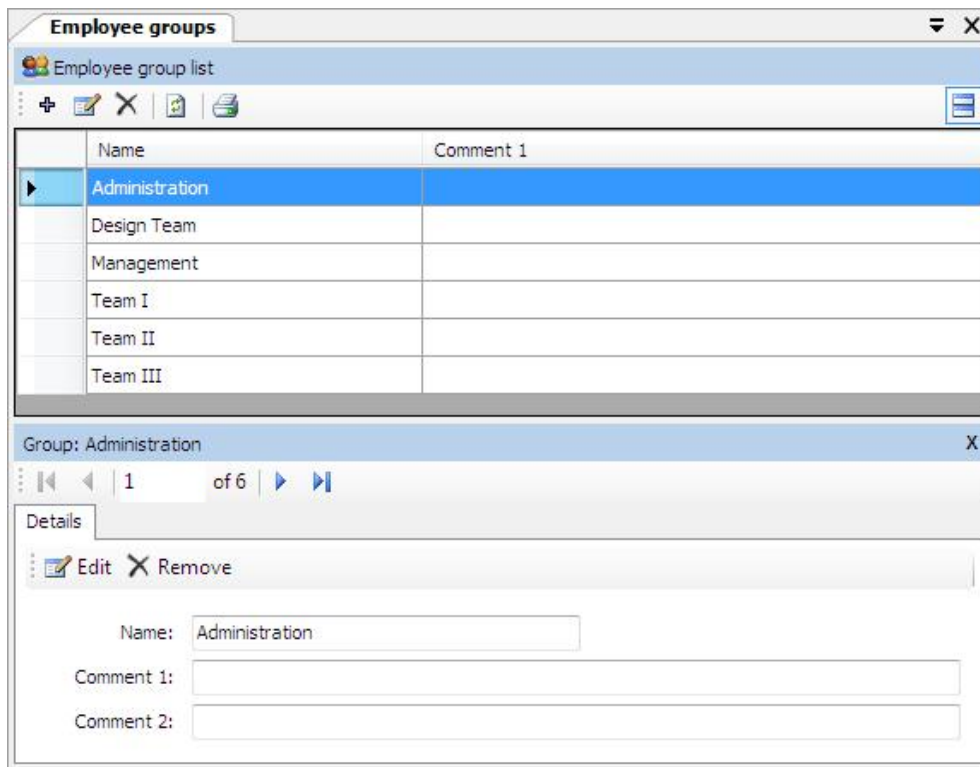 Employee groups
X
Employee group list
Name Comment 1
Administration
Design Team
Management
Team I
Team II
Team III
Group: Administration X
1 of 6
Details
Edit Remove
Name: Administration
Comment 1:
Comment 2: